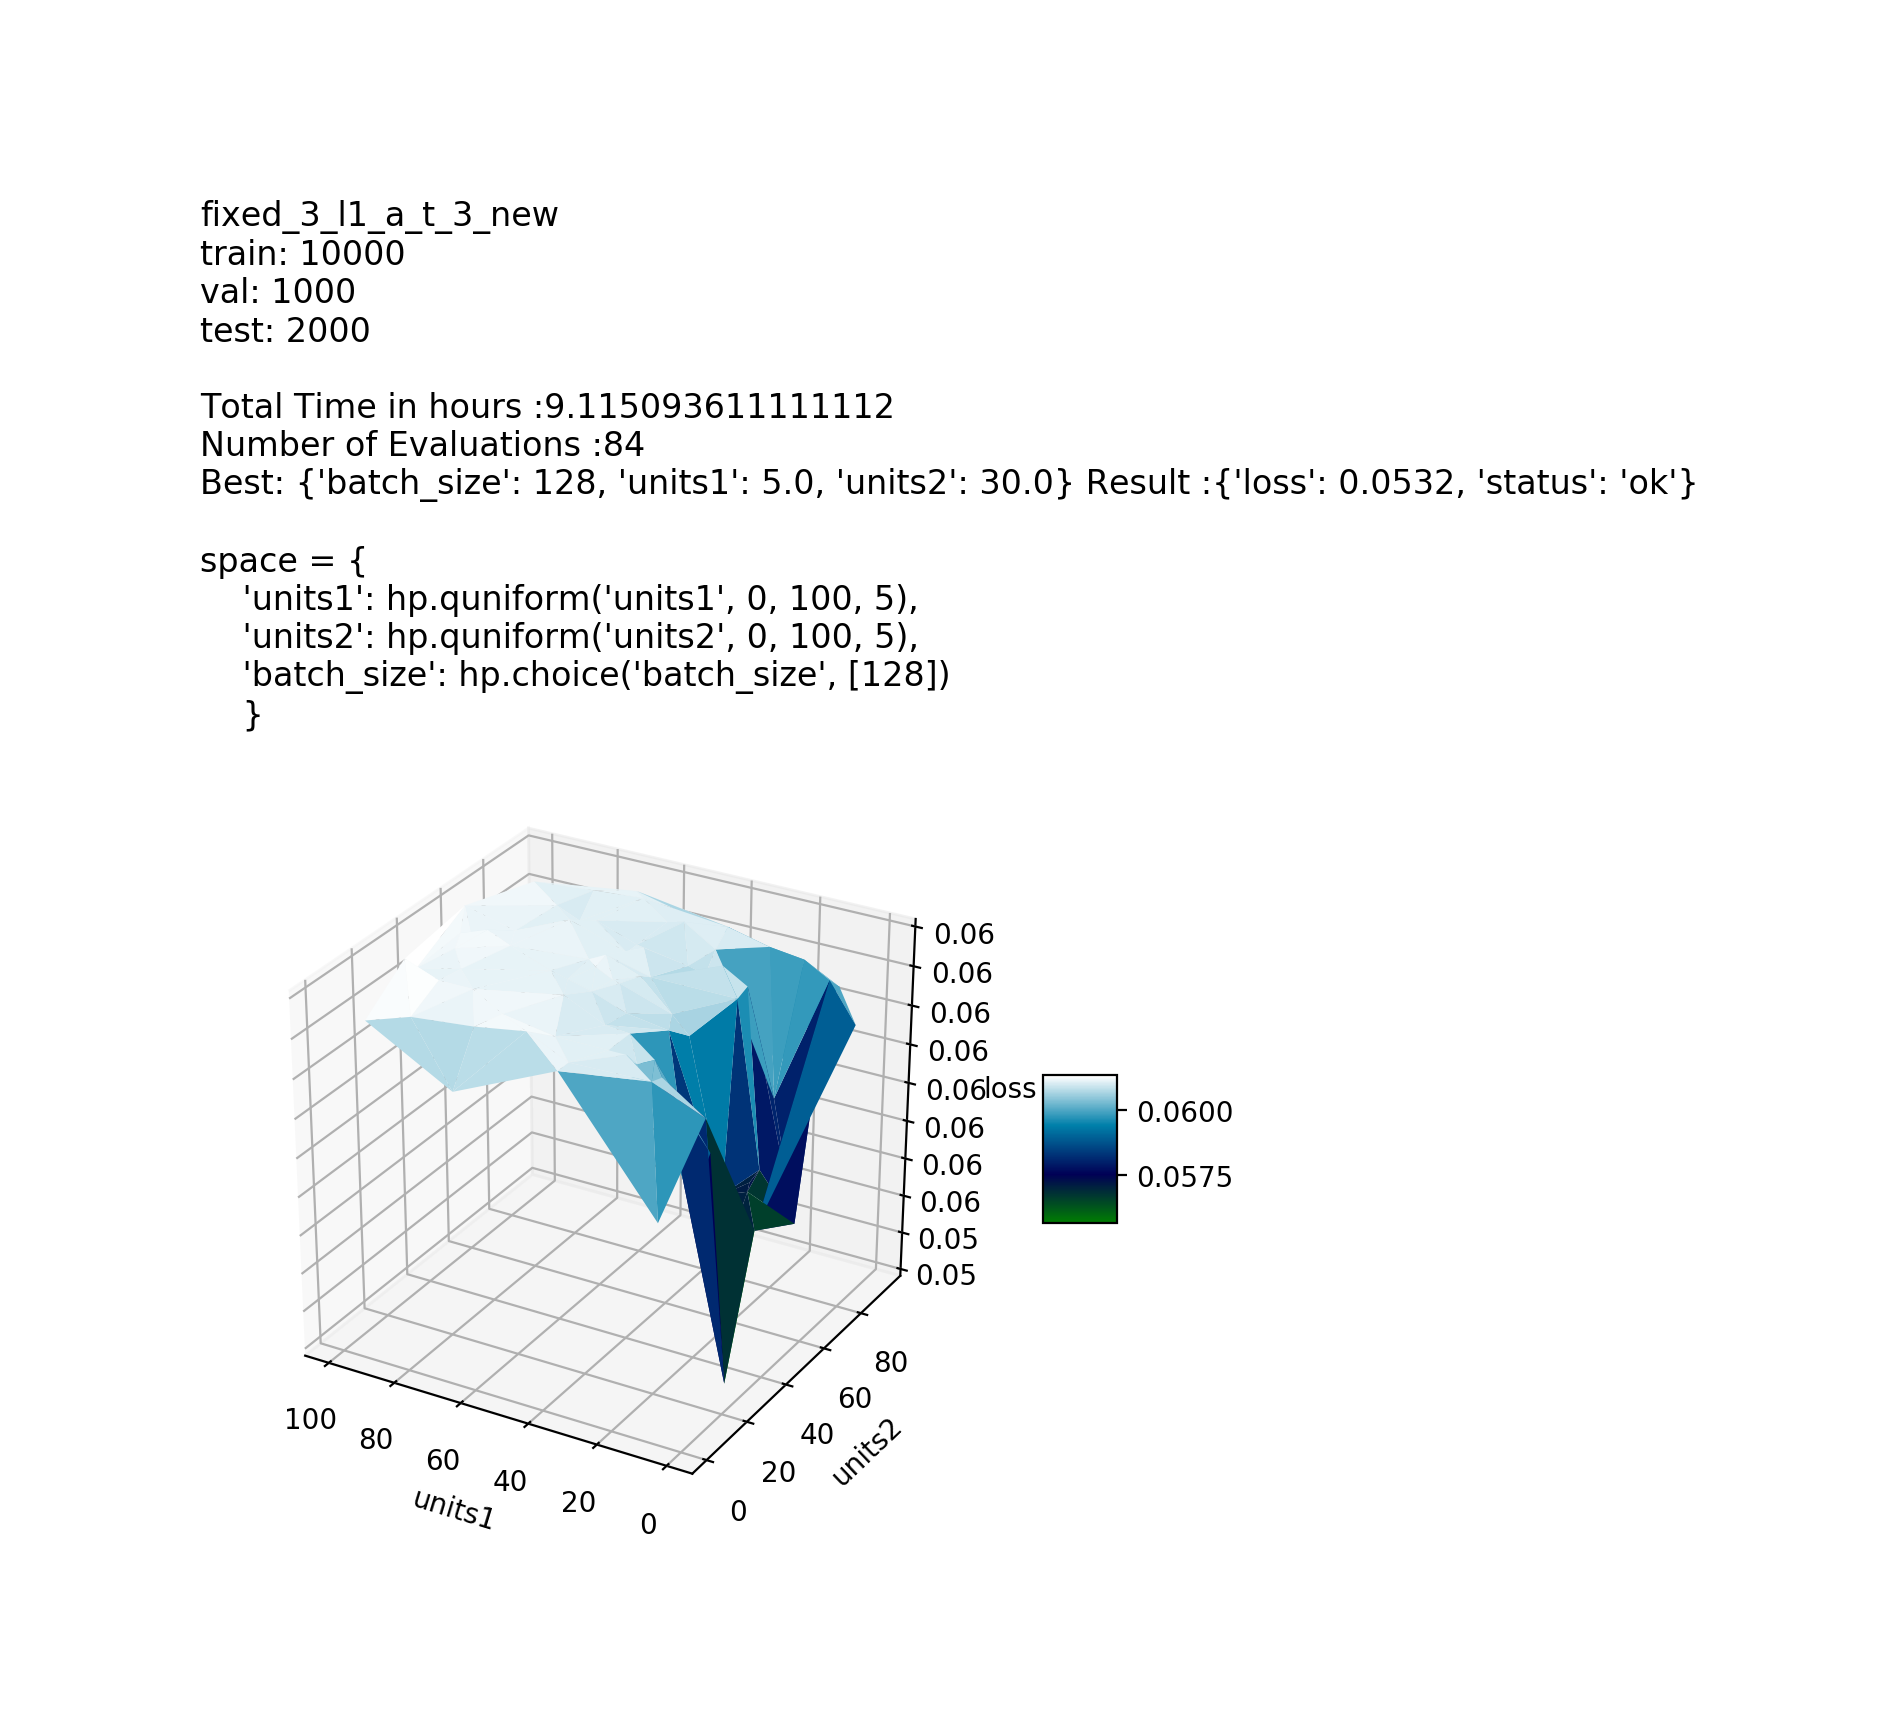 fixed_3_l1_a_t_3_new
train: 10000
val: 1000
test: 2000
Total Time in hours :9.115093611111112
Number of Evaluations :84
Best: {'batch_size': 128, 'units1': 5.0, 'units2': 30.0} Result :{'loss': 0.0532, 'status': 'ok'}
space = {
'units1': hp.quniform('units1', 0, 100, 5),
'units2': hp.quniform('units2', 0, 100, 5),
'batch_size': hp.choice('batch_size', [128])
}
0.06
0.06
0.06
0.06
0.06
0.06
0.06
0.06
0.05
0.05
loss
0.0600
0.0575
100
80
60
40
20
0
units1
0
20
40
60
80
units2